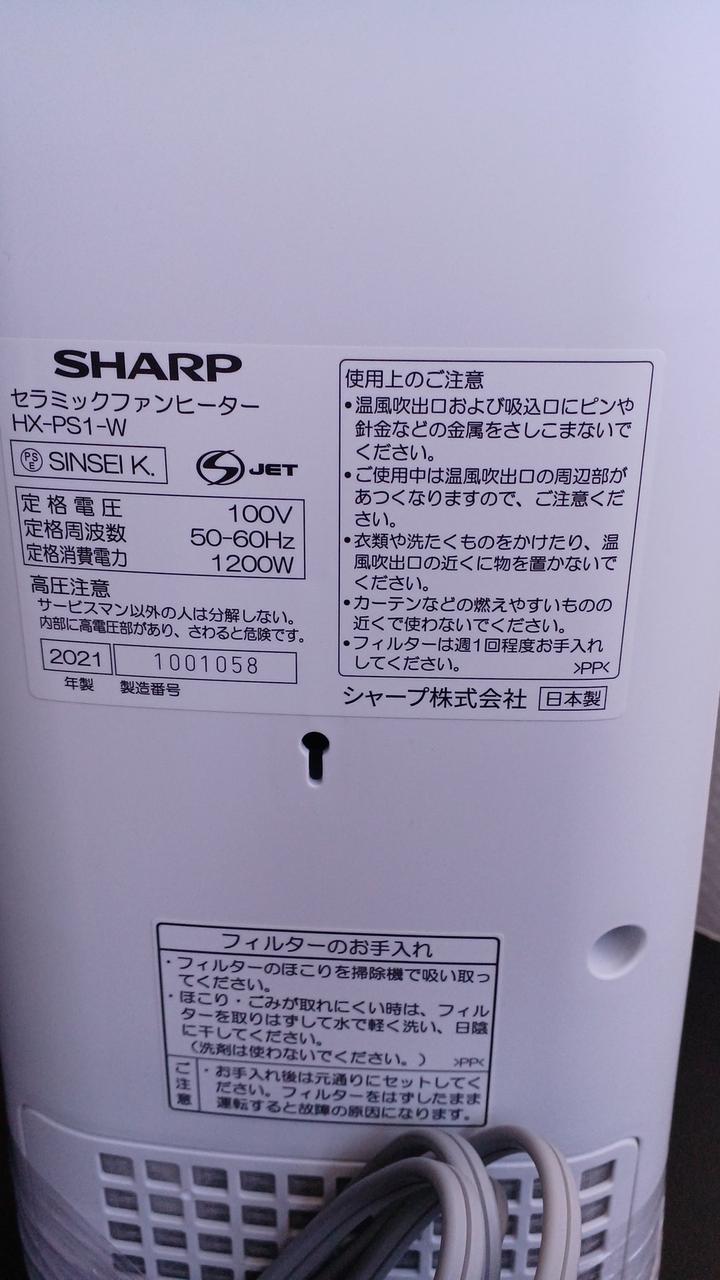 SHARP
セラミックファンヒーター
HX-PS1-W
PSE SINSEI K. S JET
定格電圧 100V
定格周波数 50-60Hz
定格消費電力 1200W
高圧注意
サービスマン以外の人は分解しない。
内部に高電圧部があり、さわると危険です。
2021 1001058
年製 製造番号
使用上のご注意
•温風吹出口および吸込口にピンや
針金などの金属をさしこまないで
ください。
•ご使用中は温風吹出口の周辺部が
あつくなりますので、ご注意くだ
さい。
•衣類や洗たくものをかけたり、温
風吹出口の近くに物を置かないで
ください。
•カーテンなどの燃えやすいものの
近くで使わないでください。
•フィルターは週1回程度お手入れ
してください。 >PP<
シャープ株式会社 日本製
フィルターのお手入れ
・フィルターのほこりを掃除機で吸い取っ
てください。
・ほこり・ごみが取れにくい時は、フィル
ターを取りはずして水で軽く洗い、日陰
に干してください。
（洗剤は使わないでください。） >PP<
ご注意
・お手入れ後は元通りにセットしてく
ださい。フィルターをはずしたまま
運転すると故障の原因になります。